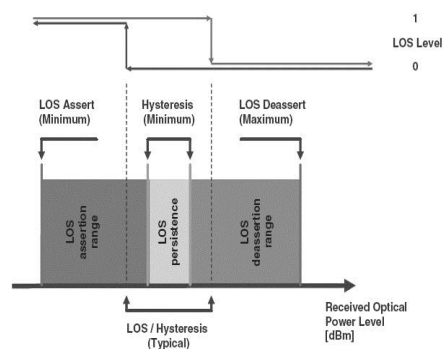 1
LOS Level
0
LOS Assert
(Minimum)
Hysteresis
(Minimum)
LOS Deassert
(Maximum)
LOS
assertion
range
LOS
persistence
LOS
deassertion
range
Received Optical
Power Level
[dBm]
LOS / Hysteresis
(Typical)